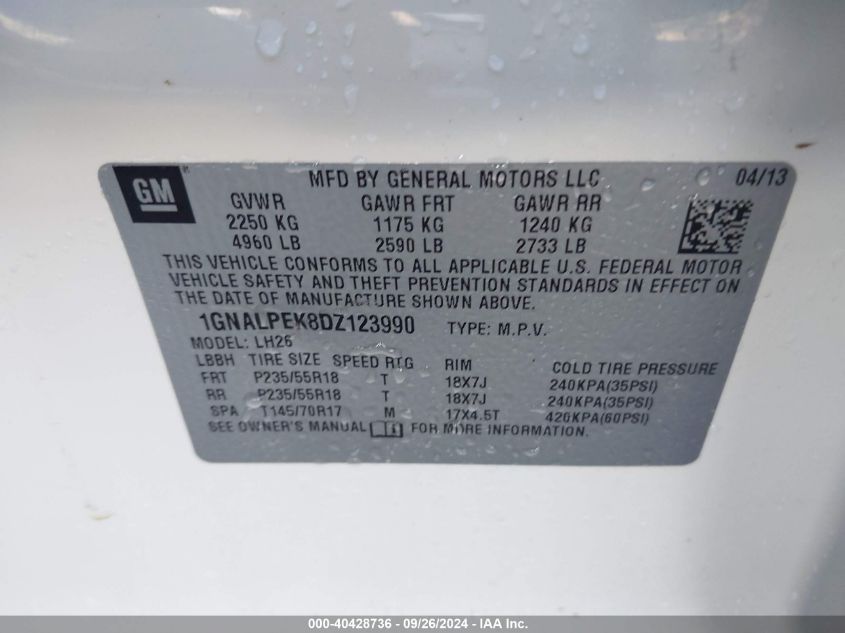 GM
MFD BY GENERAL MOTORS LLC 04/13
GVWR GAWR FRT GAWR RR
2250 KG 1175 KG 1240 KG
4960 LB 2590 LB 2733 LB
THIS VEHICLE CONFORMS TO ALL APPLICABLE U.S. FEDERAL MOTOR
VEHICLE SAFETY AND THEFT PREVENTION STANDARDS IN EFFECT ON
THE DATE OF MANUFACTURE SHOWN ABOVE.
1GNALPEK8DZ123990 TYPE: M.P.V.
MODEL: LH26
LBBH TIRE SIZE SPEED RTG RIM COLD TIRE PRESSURE
FRT P235/55R18 T 18X7J 240KPA(35PSI)
RR P235/55R18 T 18X7J 240KPA(35PSI)
SPA T145/70R17 M 17X4.5T 420KPA(60PSI)
SEE OWNER'S MANUAL FOR MORE INFORMATION.
000-40428736 - 09/26/2024 - IAA Inc.